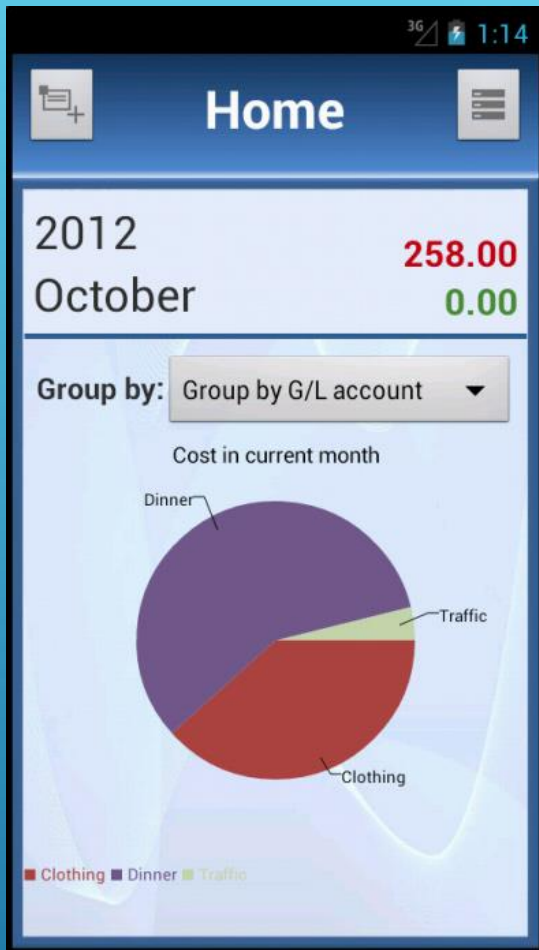 3G 1:14
Home
2012
258.00
October
0.00
Group by: Group by G/L account
Cost in current month
Dinner
Traffic
Clothing
Clothing Dinner Traffic